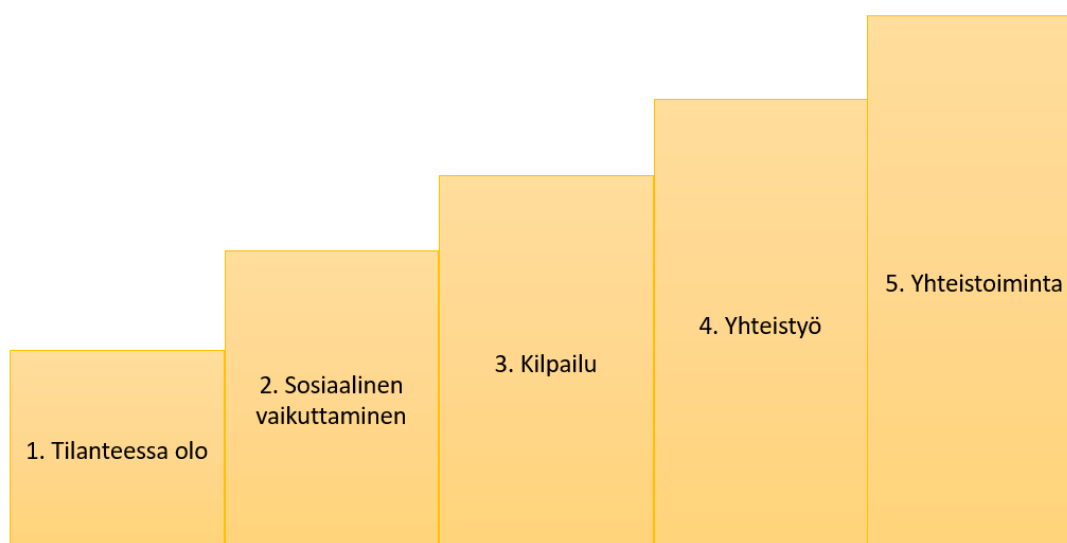 1. Tilanteessa olo
2. Sosiaalinen
vaikuttaminen
3. Kilpailu
4. Yhteistyö
5. Yhteistoiminta